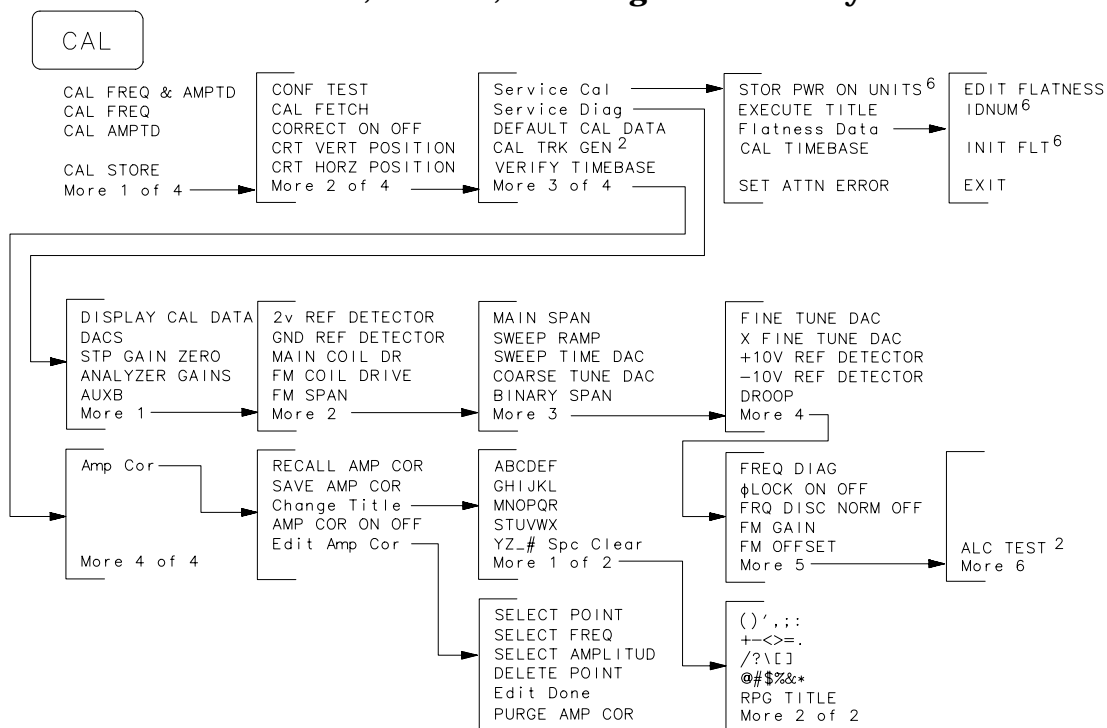 CAL
CAL FREQ & AMPTD
CAL FREQ
CAL AMPTD
CAL STORE
More 1 of 4
CONF TEST
CAL FETCH
CORRECT ON OFF
CRT VERT POSITION
CRT HORZ POSITION
More 2 of 4
Service Cal
Service Diag
DEFAULT CAL DATA
CAL TRK GEN 2
VERIFY TIMEBASE
More 3 of 4
STOR PWR ON UNITS 6
EXECUTE TITLE
Flatness Data
CAL TIMEBASE
SET ATTN ERROR
EDIT FLATNESS
IDNUM 6
INIT FLT 6
EXIT
DISPLAY CAL DATA
DACS
STP GAIN ZERO
ANALYZER GAINS
AUXB
More 1
2v REF DETECTOR
GND REF DETECTOR
MAIN COIL DR
FM COIL DRIVE
FM SPAN
More 2
MAIN SPAN
SWEEP RAMP
SWEEP TIME DAC
COARSE TUNE DAC
BINARY SPAN
More 3
FINE TUNE DAC
X FINE TUNE DAC
+10V REF DETECTOR
-10V REF DETECTOR
DROOP
More 4
Amp Cor
More 4 of 4
RECALL AMP COR
SAVE AMP COR
Change Title
AMP COR ON OFF
Edit Amp Cor
ABCDEF
GHIJKL
MNOPQR
STUVWX
YZ_# Spc Clear
More 1 of 2
FREQ DIAG
ϕLOCK ON OFF
FRQ DISC NORM OFF
FM GAIN
FM OFFSET
More 5
ALC TEST 2
More 6
SELECT POINT
SELECT FREQ
SELECT AMPLITUD
DELETE POINT
Edit Done
PURGE AMP COR
()',;:
+-<>=.
/?\[]
@#$%&*
RPG TITLE
More 2 of 2